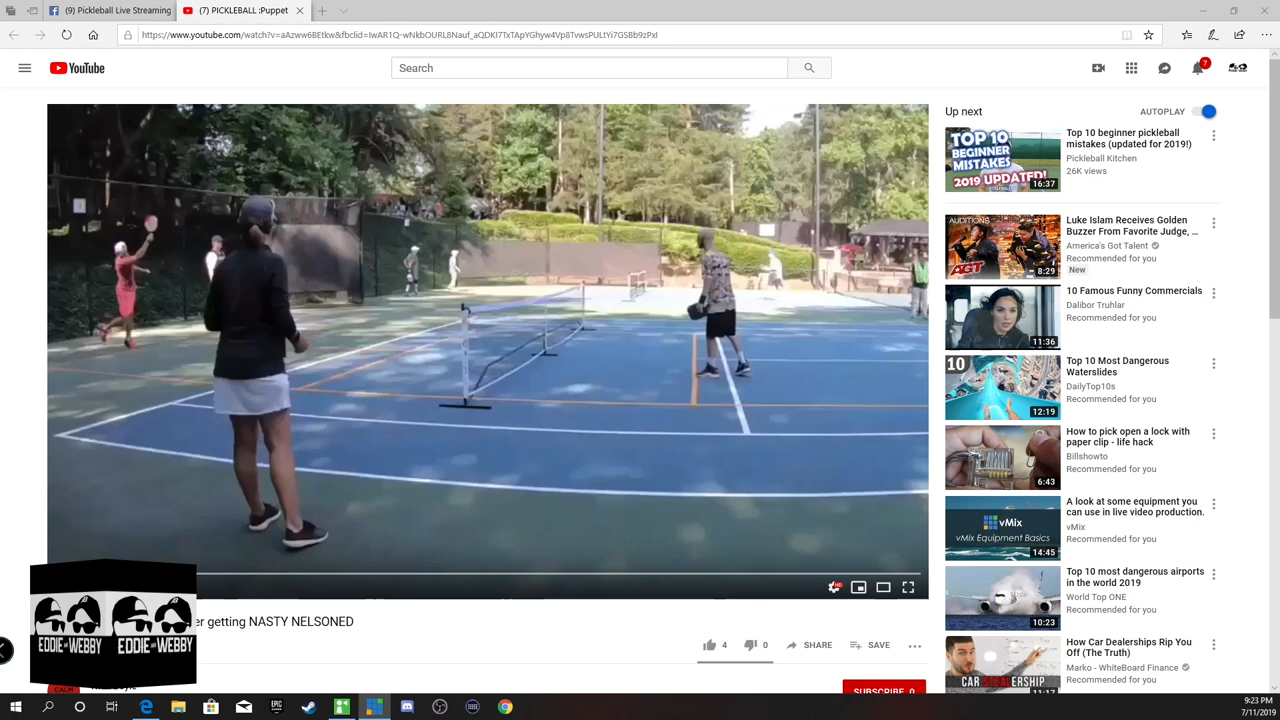 (9) Pickleball Live Streaming
(7) PICKLEBALL :Puppet
https://www.youtube.com/watch?v=aAzww6BEtkw&fbclid=IwAR1Q-wNkbOURL8Nauf_aQDKI7TxTApYGhyw4Vp8TvwsPULtYi7GSBb9zPxI
YouTube
Search
7
Up next
AUTOPLAY
TOP 10
BEGINNER
MISTAKES
2019 UPDATED!
16:37
Top 10 beginner pickleball
mistakes (updated for 2019!)
Pickleball Kitchen
26K views
AUDITIONS
AGT
8:29
Luke Islam Receives Golden
Buzzer From Favorite Judge, ...
America's Got Talent
Recommended for you
New
11:36
10 Famous Funny Commercials
Dalibor Truhlar
Recommended for you
10
12:19
Top 10 Most Dangerous
Waterslides
DailyTop10s
Recommended for you
6:43
How to pick open a lock with
paper clip - life hack
Billshowto
Recommended for you
vMix
vMix Equipment Basics
14:45
A look at some equipment you
can use in live video production.
vMix
Recommended for you
10:23
Top 10 most dangerous airports
in the world 2019
World Top ONE
Recommended for you
CAR STEALERSHIP
11:17
How Car Dealerships Rip You
Off (The Truth)
Marko - WhiteBoard Finance
Recommended for you
HD
EDDIE AND WEBBY
EDDIE AND WEBBY
er getting NASTY NELSONED
4
0
SHARE
SAVE
SUBSCRIBE 0
EPIC
GAMES
9:23 PM
7/11/2019